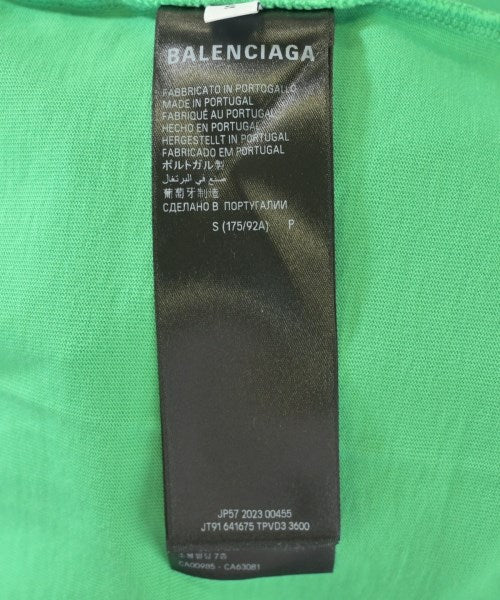 BALENCIAGA
FABBRICATO IN PORTOGALLO
MADE IN PORTUGAL
FABRIQUÉ AU PORTUGAL
HECHO EN PORTUGAL
HERGESTELLT IN PORTUGAL
FABRICADO EM PORTUGAL
ポルトガル製
صنع في البرتغال
葡萄牙制造
СДЕЛАНО В ПОРТУГАЛИИ
S (175/92A) P
JP57 2023 00455
JT91 641675 TPVD3 3600
CA00985 - CA63081